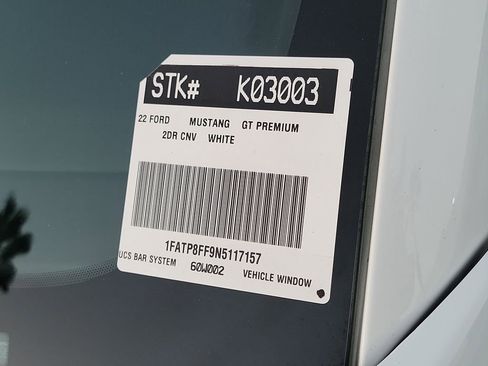 STK# K03003
22 FORD MUSTANG GT PREMIUM
2DR CNV WHITE
1FATP8FF9N5117157
UCS BAR SYSTEM 60W002 VEHICLE WINDOW